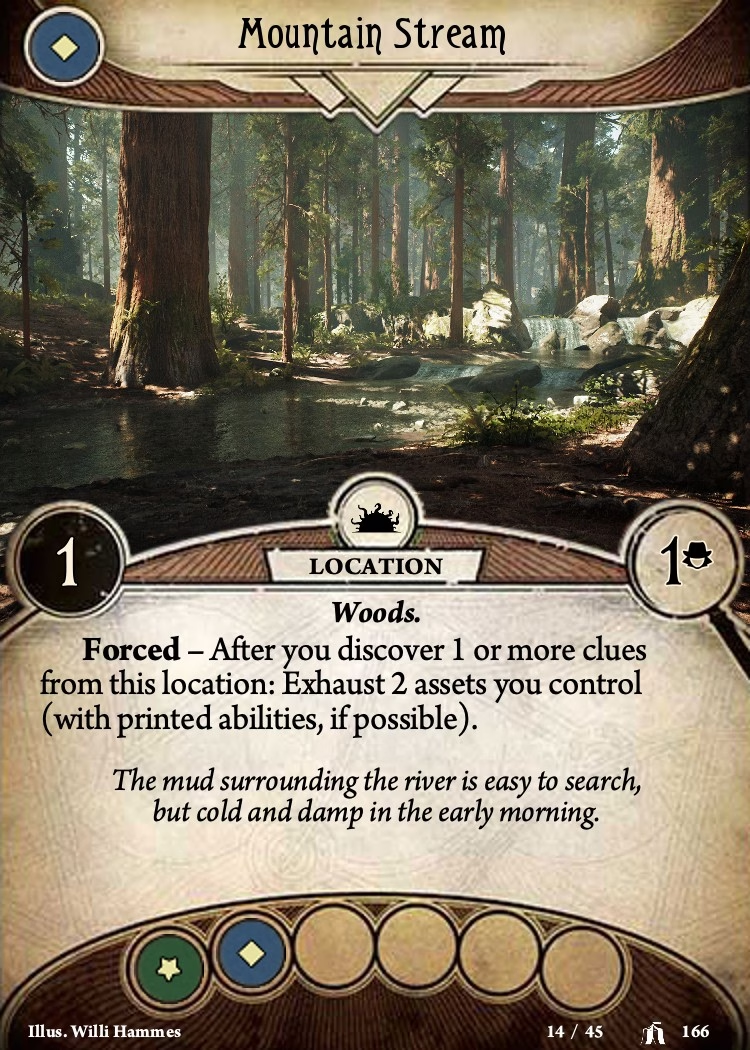 Mountain Stream
1
1
LOCATION
Woods.
Forced – After you discover 1 or more clues
from this location: Exhaust 2 assets you control
(with printed abilities, if possible).
The mud surrounding the river is easy to search,
but cold and damp in the early morning.
Illus. Willi Hammes
14 / 45
166